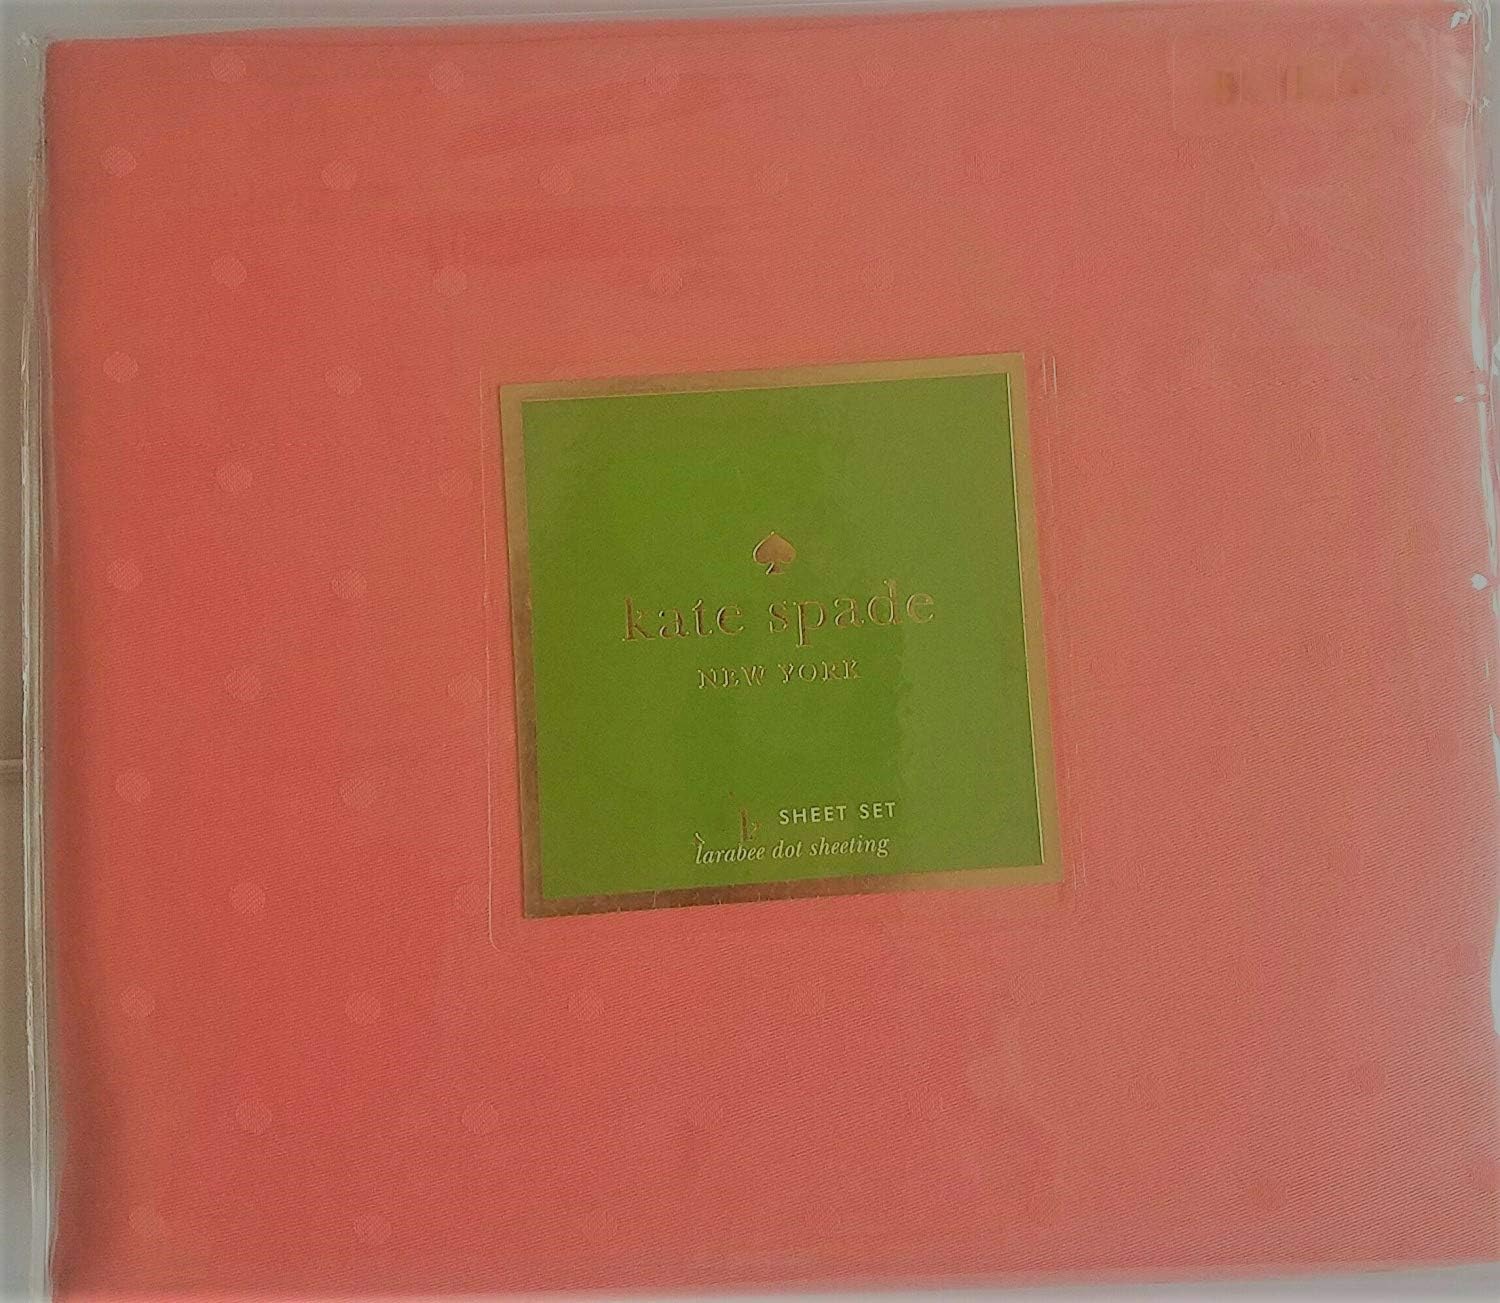 kate spade
NEW YORK
SHEET SET
larabee dot sheeting